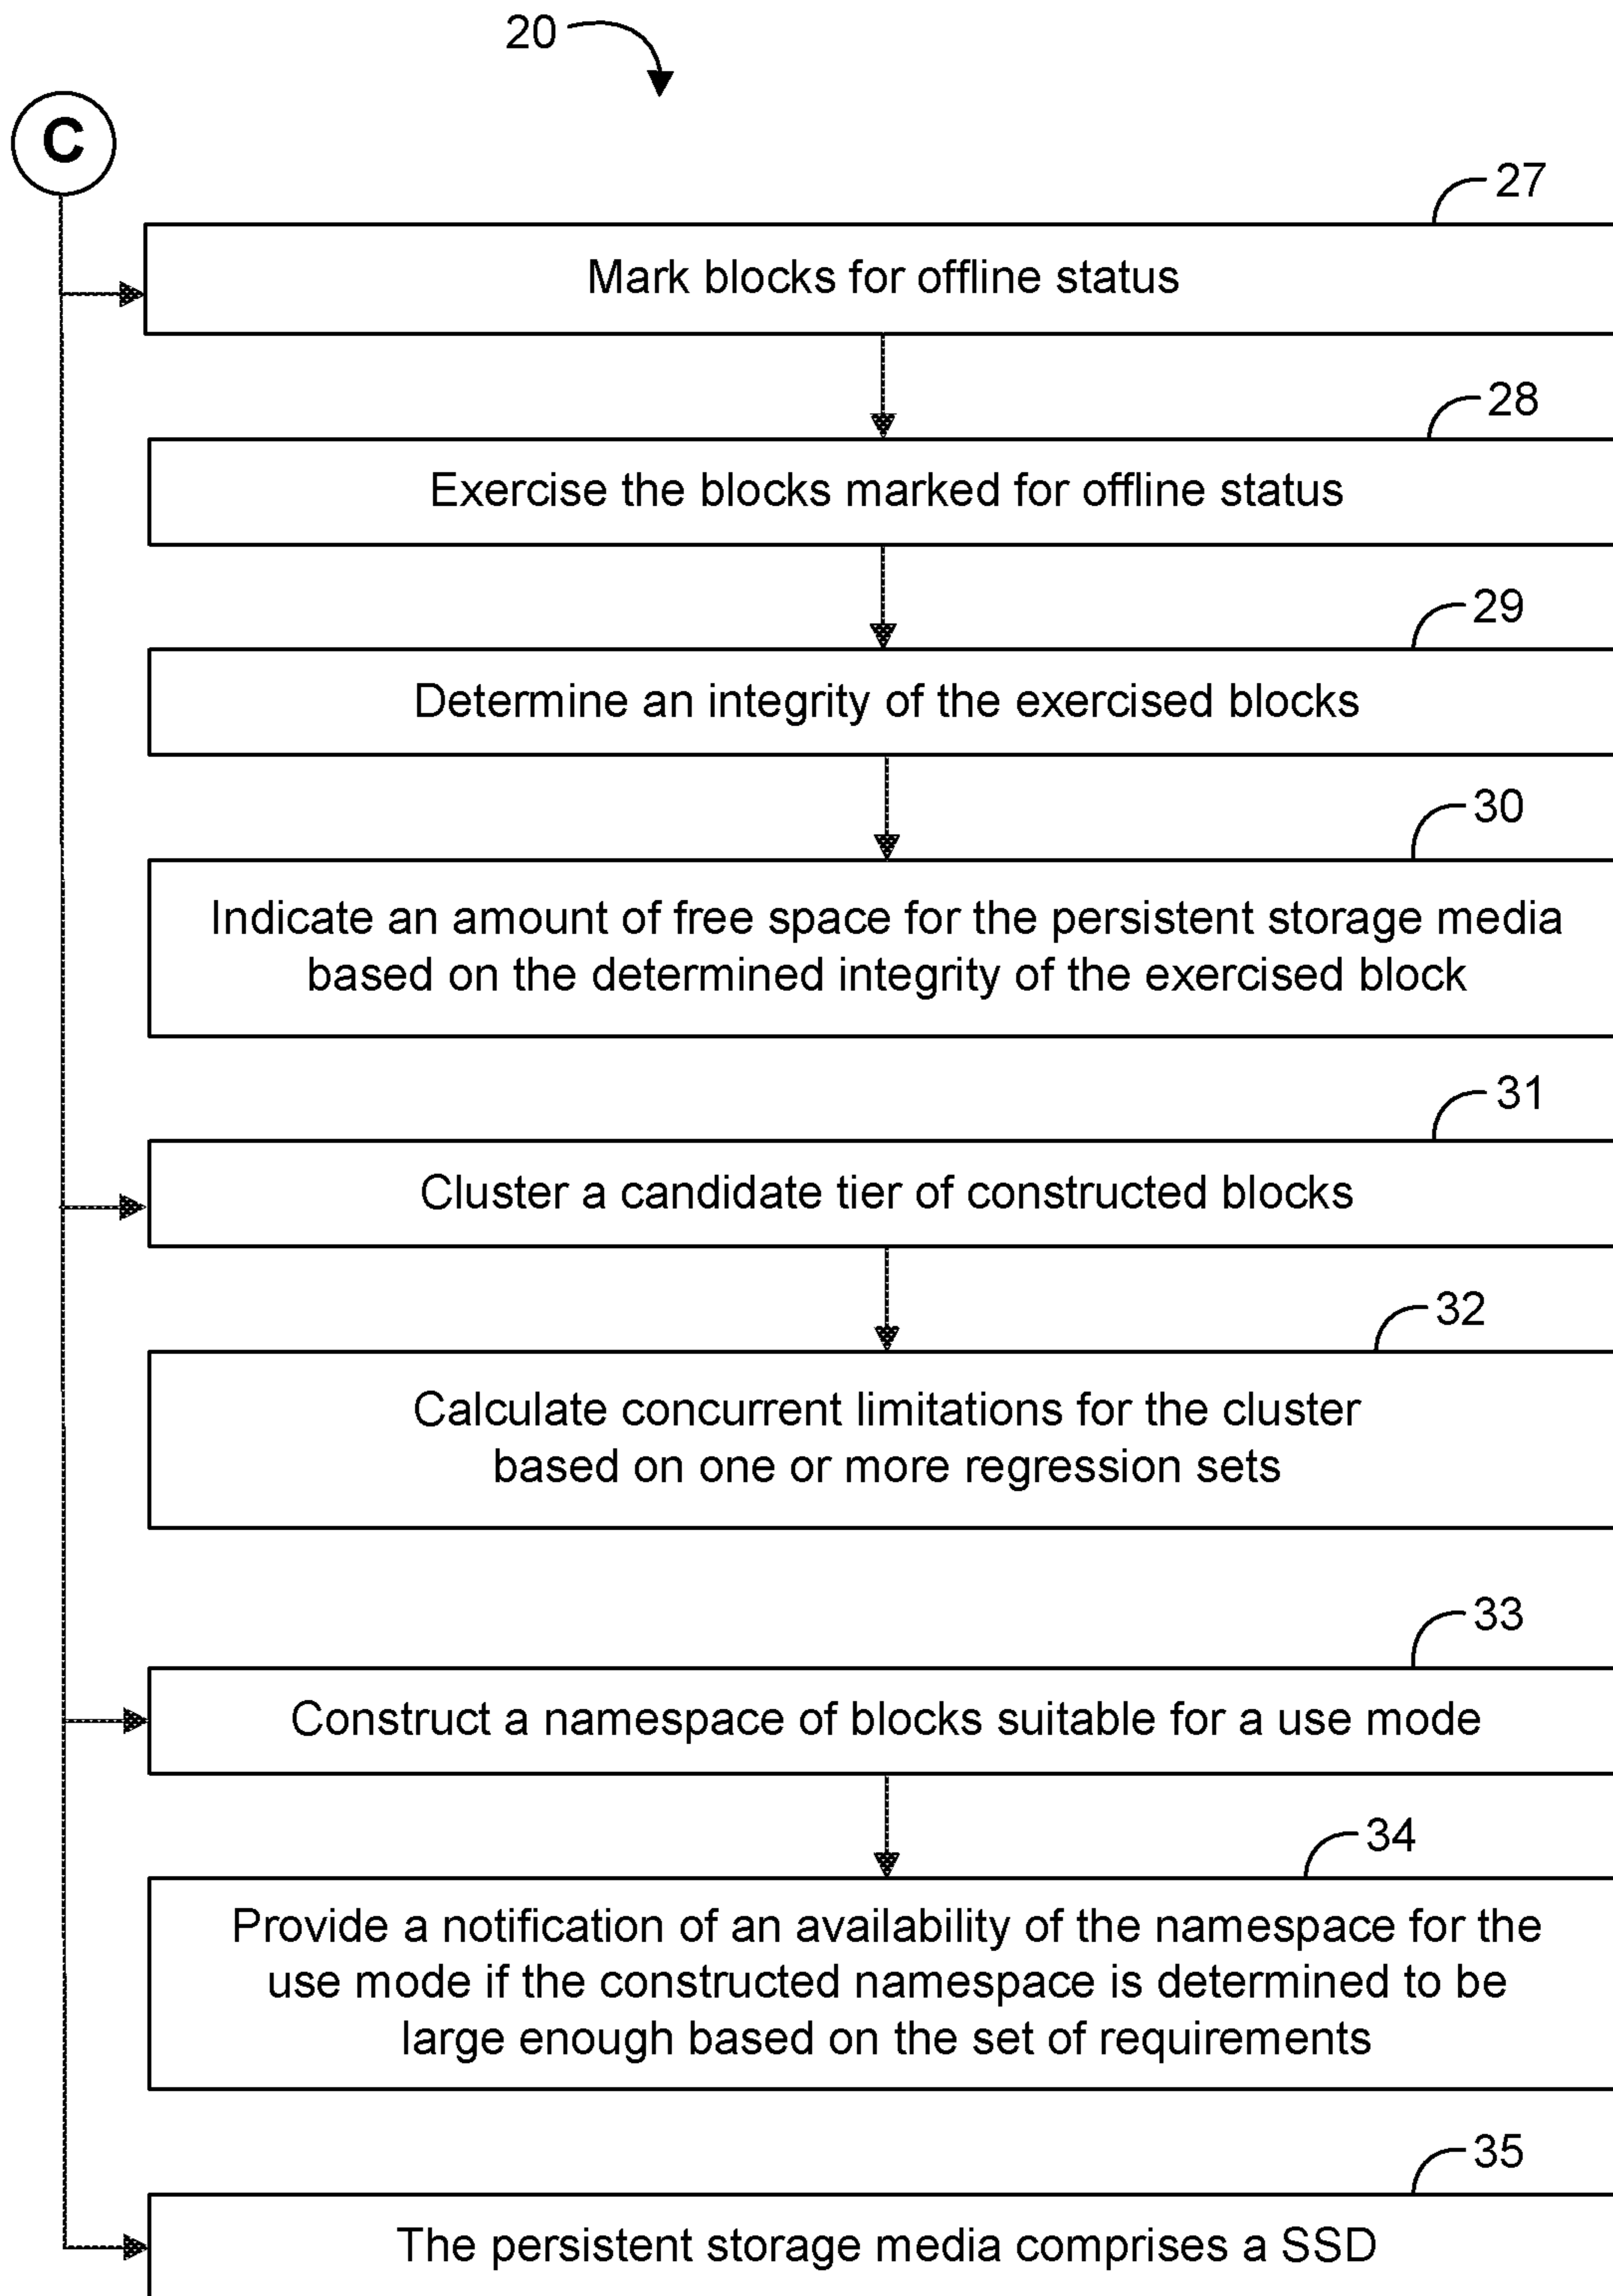 20
C
27
Mark blocks for offline status
28
Exercise the blocks marked for offline status
29
Determine an integrity of the exercised blocks
30
Indicate an amount of free space for the persistent storage media
based on the determined integrity of the exercised block
31
Cluster a candidate tier of constructed blocks
32
Calculate concurrent limitations for the cluster
based on one or more regression sets
33
Construct a namespace of blocks suitable for a use mode
34
Provide a notification of an availability of the namespace for the
use mode if the constructed namespace is determined to be
large enough based on the set of requirements
35
The persistent storage media comprises a SSD